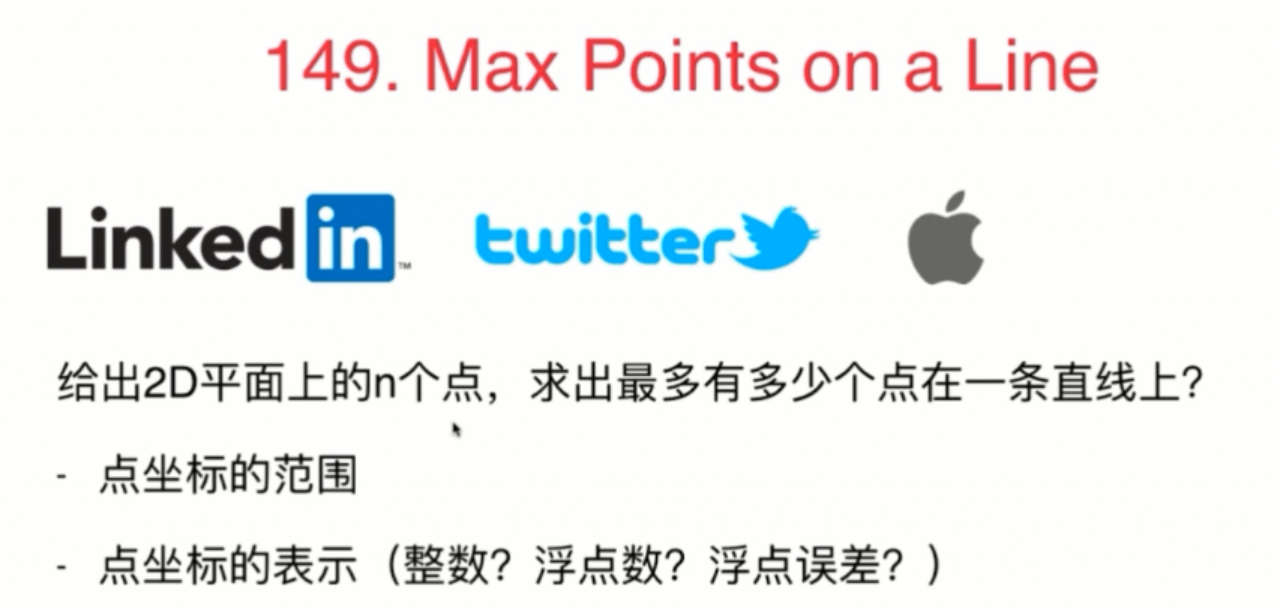 149. Max Points on a Line
Linked in™ twitter
给出2D平面上的n个点，求出最多有多少个点在一条直线上？
- 点坐标的范围
- 点坐标的表示（整数？浮点数？浮点误差？）